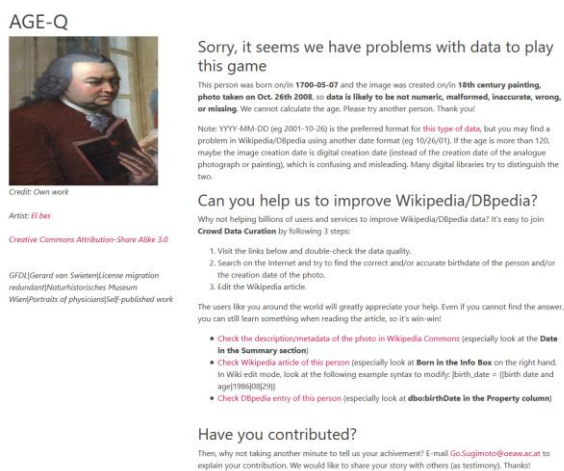 AGE-Q
Credit: Own work
Artist: El bes
Creative Commons Attribution-Share Alike 3.0
GFDL|Gerard van Swieten|License migration
redundant|Naturhistorisches Museum
Wien|Portraits of physicians|Self-published work
Sorry, it seems we have problems with data to play
this game
This person was born on/in 1700-05-07 and the image was created on/in 18th century painting,
photo taken on Oct. 26th 2008, so data is likely to be not numeric, malformed, inaccurate, wrong,
or missing. We cannot calculate the age. Please try another person. Thank you!
Note: YYYY-MM-DD (eg 2001-10-26) is the preferred format for this type of data, but you may find a
problem in Wikipedia/DBpedia using another date format (eg 10/26/01). If the age is more than 120,
maybe the image creation date is digital creation date (instead of the creation date of the analogue
photograph or painting), which is confusing and misleading. Many digital libraries try to distinguish the
two.
Can you help us to improve Wikipedia/DBpedia?
Why not helping billions of users and services to improve Wikipedia/DBpedia data? It's easy to join
Crowd Data Curation by following 3 steps:
1. Visit the links below and double-check the data quality.
2. Search on the Internet and try to find the correct and/or accurate birthdate of the person and/or
the creation date of the photo.
3. Edit the Wikipedia article.
The users like you around the world will greatly appreciate your help. Even if you cannot find the answer,
you can still learn something when reading the article, so it's win-win!
• Check the description/metadata of the photo in Wikipedia Commons (especially look at the Date
in the Summary section)
• Check Wikipedia article of this person (especially look at Born in the Info Box on the right hand.
In Wiki edit mode, look at the following example syntax to modify: |birth_date = {{birth date and
age|1986|08|29}}
• Check DBpedia entry of this person (especially look at dbo:birthDate in the Property column)
Have you contributed?
Then, why not taking another minute to tell us your achivement? E-mail Go.Sugimoto@oeaw.ac.at to
explain your contribution. We would like to share your story with others (as testimony). Thanks!